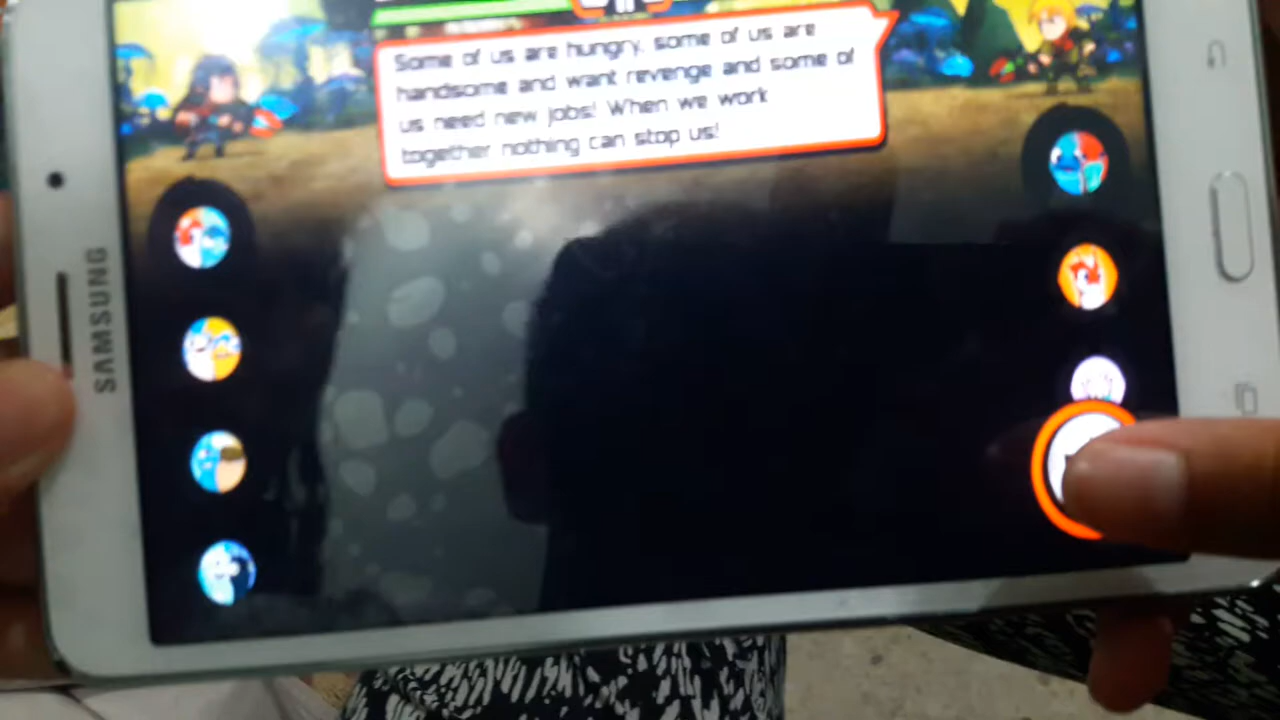 Some of us are hungry, some of us are
handsome and want revenge and some of
us need new jobs! When we work
together nothing can stop us!
SAMSUNG